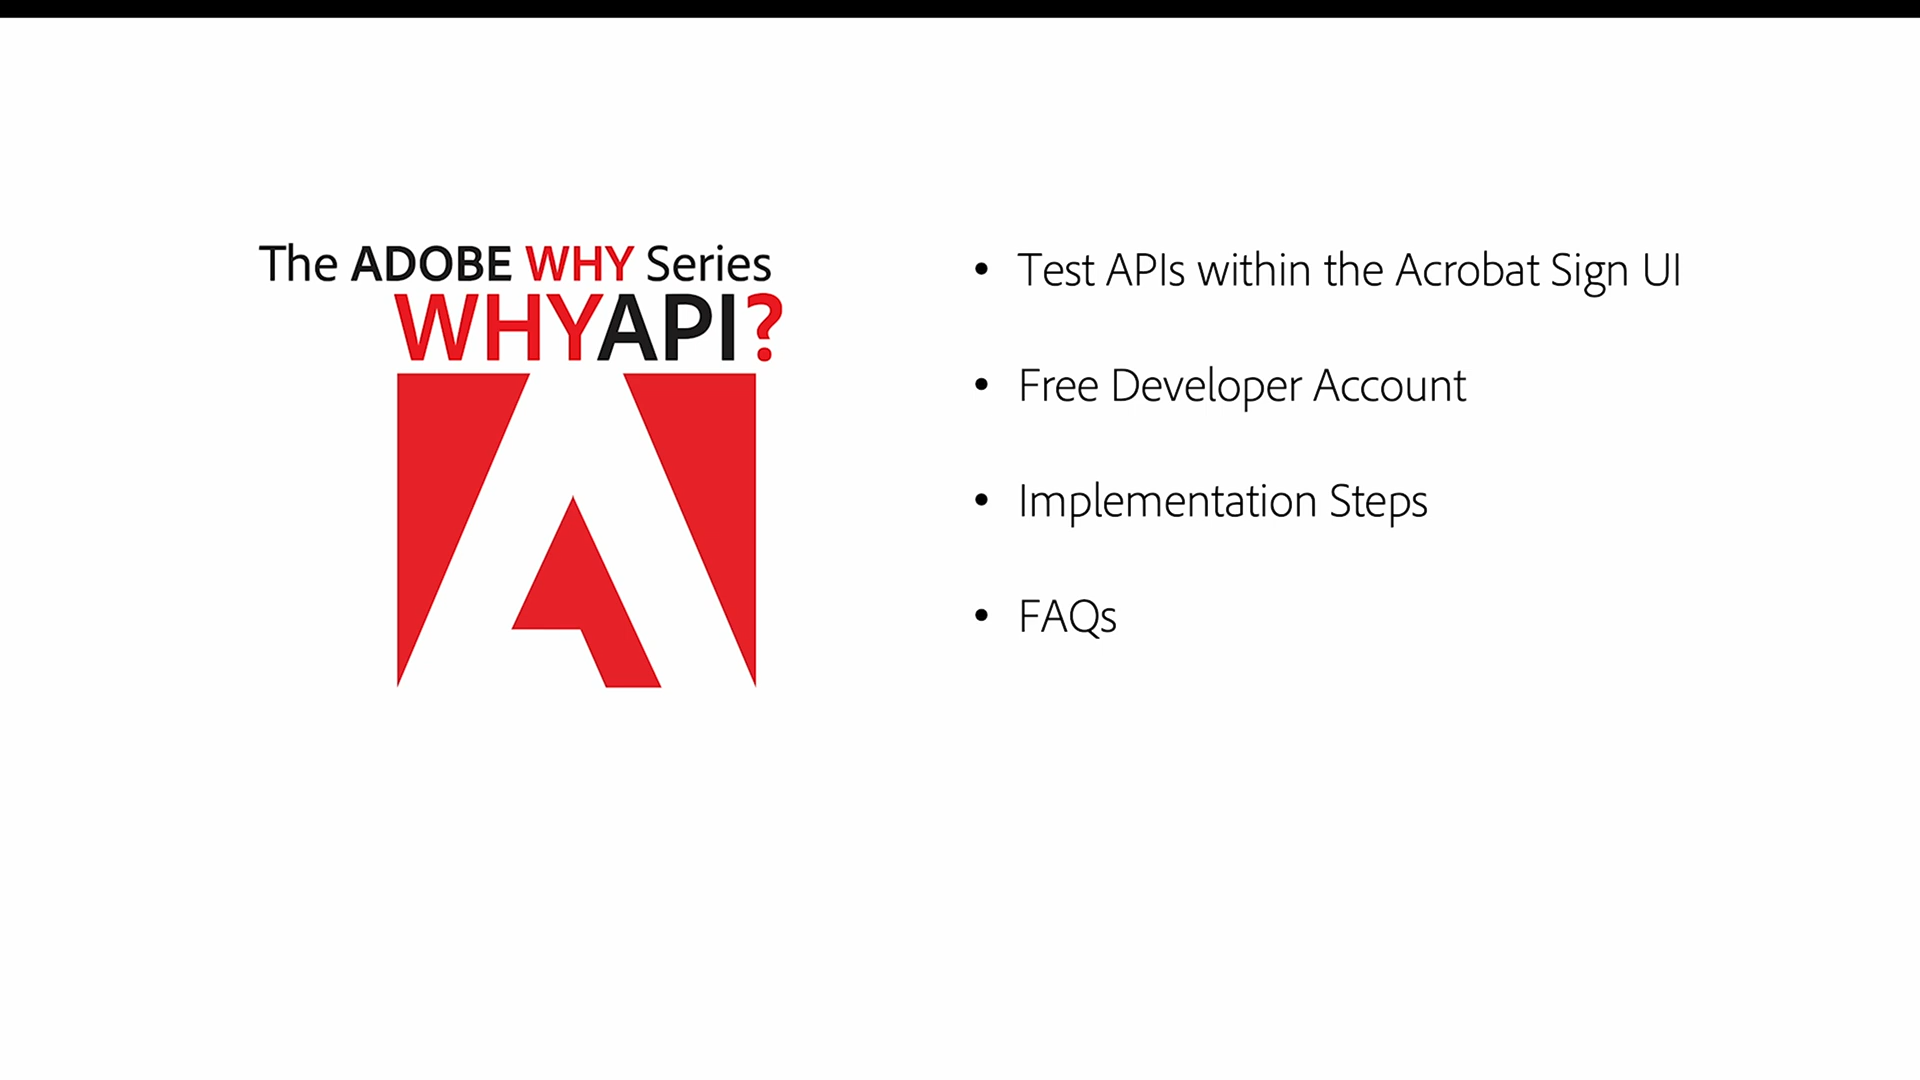 The ADOBE WHY Series
WHYAPI?
• Test APIs within the Acrobat Sign UI
• Free Developer Account
• Implementation Steps
• FAQs